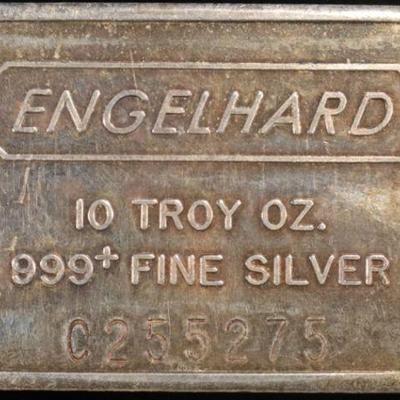 ENGELHARD
10 TROY OZ.
999+ FINE SILVER
C255275